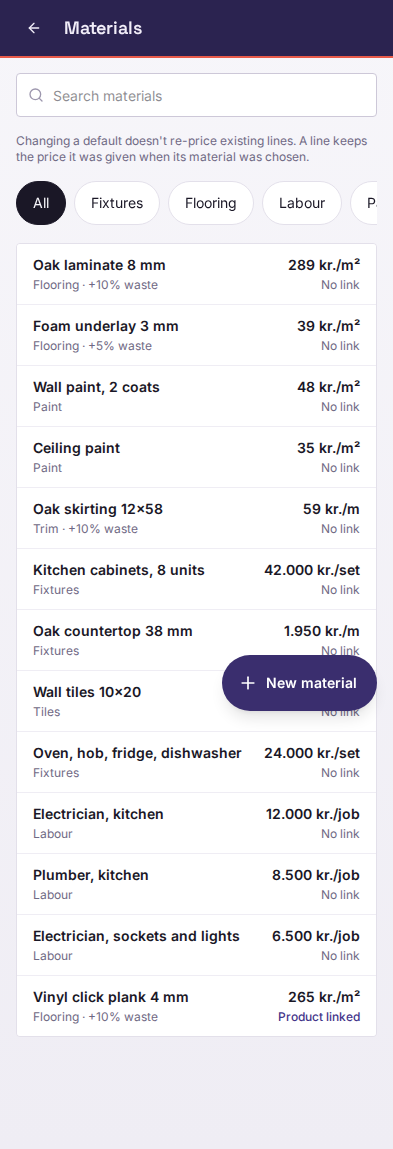 Materials
Search materials
Changing a default doesn't re-price existing lines. A line keeps
the price it was given when its material was chosen.
All Fixtures Flooring Labour
Oak laminate 8 mm 289 kr./m²
Flooring · +10% waste No link
Foam underlay 3 mm 39 kr./m²
Flooring · +5% waste No link
Wall paint, 2 coats 48 kr./m²
Paint No link
Ceiling paint 35 kr./m²
Paint No link
Oak skirting 12×58 59 kr./m
Trim · +10% waste No link
Kitchen cabinets, 8 units 42.000 kr./set
Fixtures No link
Oak countertop 38 mm 1.950 kr./m
Fixtures No link
Wall tiles 10×20 + New material
Tiles No link
Oven, hob, fridge, dishwasher 24.000 kr./set
Fixtures No link
Electrician, kitchen 12.000 kr./job
Labour No link
Plumber, kitchen 8.500 kr./job
Labour No link
Electrician, sockets and lights 6.500 kr./job
Labour No link
Vinyl click plank 4 mm 265 kr./m²
Flooring · +10% waste Product linked